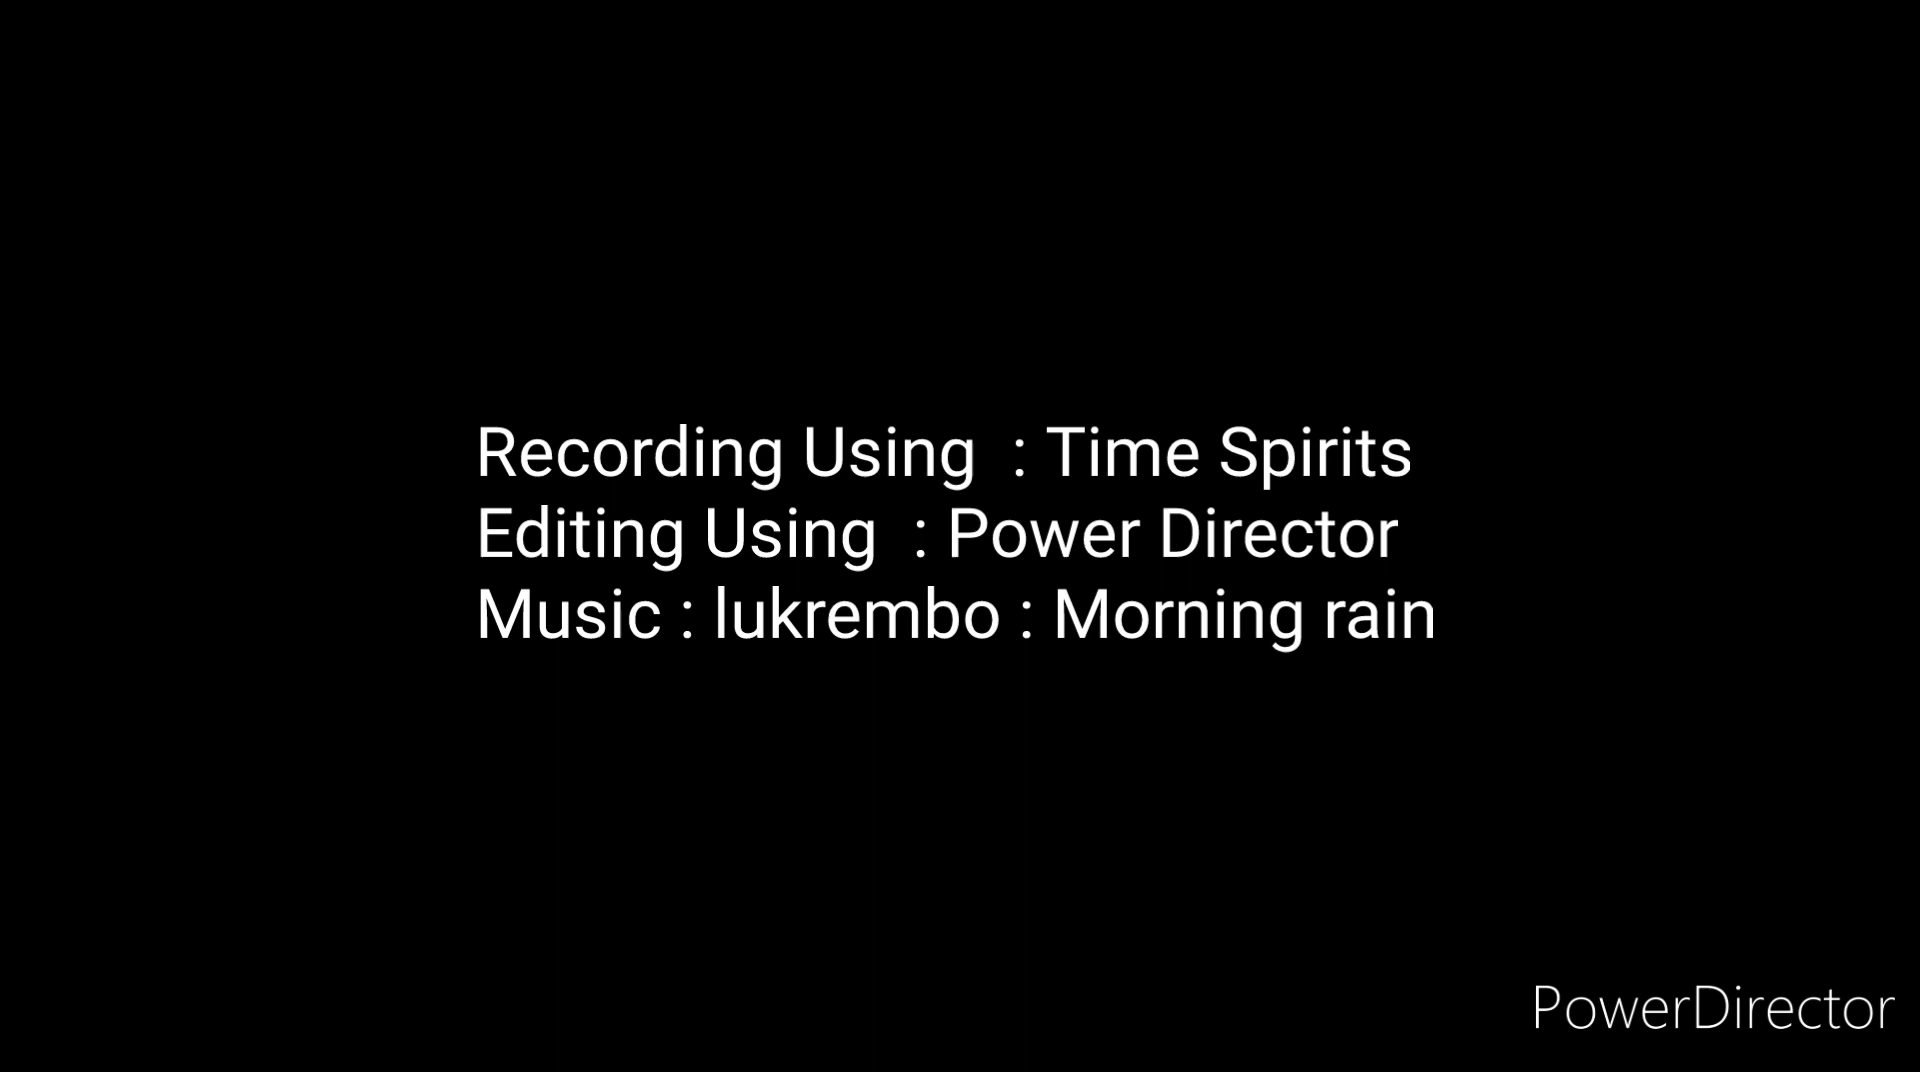 Recording Using  : Time Spirits
Editing Using  : Power Director
Music : lukrembo : Morning rain
PowerDirector